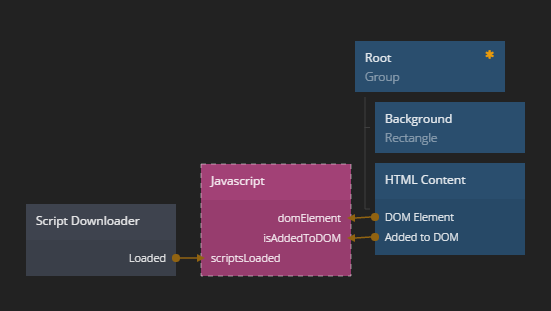 Root
Group
Background
Rectangle
HTML Content
DOM Element
Added to DOM
Javascript
domElement
isAddedToDOM
scriptsLoaded
Script Downloader
Loaded